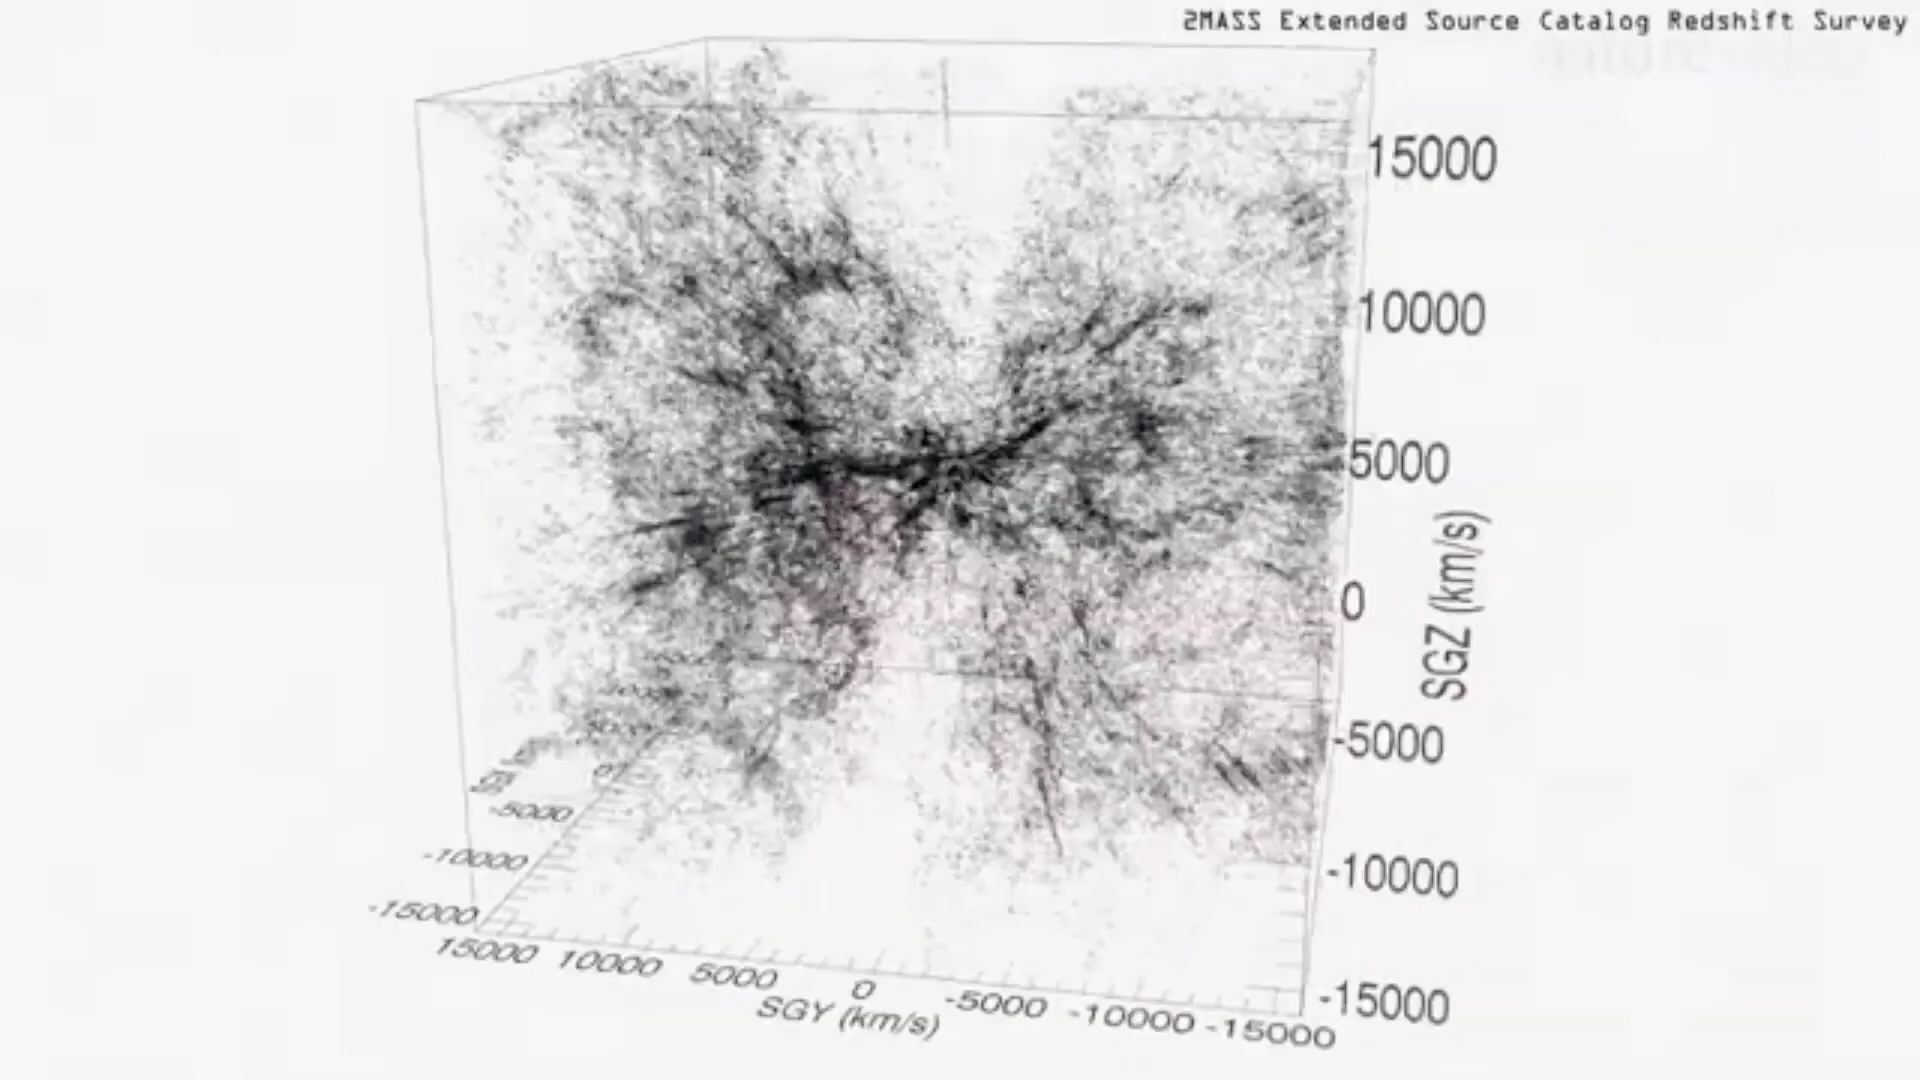 2MASS Extended Source Catalog Redshift Survey
15000
10000
5000
0
-5000
-10000
-15000
SGZ (km/s)
0
-5000
-10000
-15000
15000 10000 5000 0 -5000 -10000 -15000
SGY (km/s)